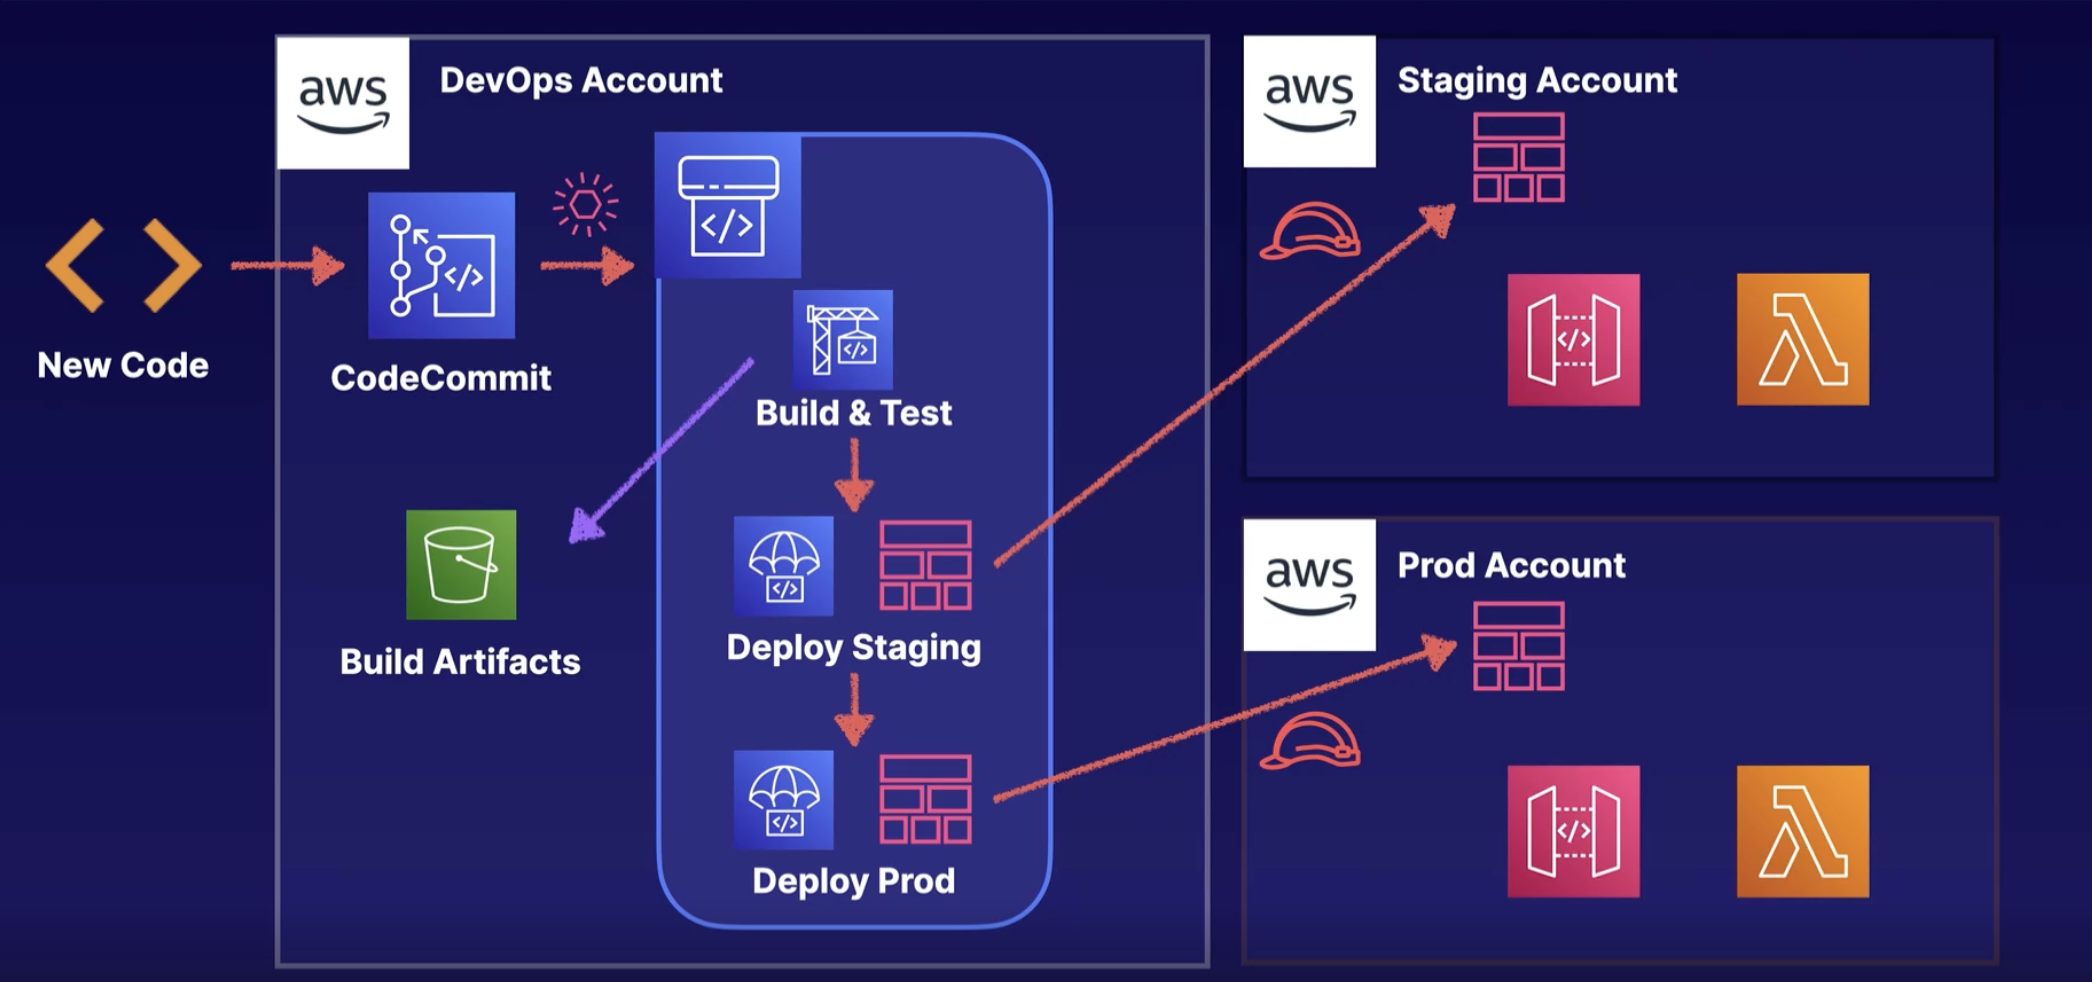 aws
DevOps Account
aws
Staging Account
New Code
CodeCommit
</>
</>
</>
Build & Test
</>
</>
Build Artifacts
Deploy Staging
</>
aws
Prod Account
Deploy Prod
</>
</>